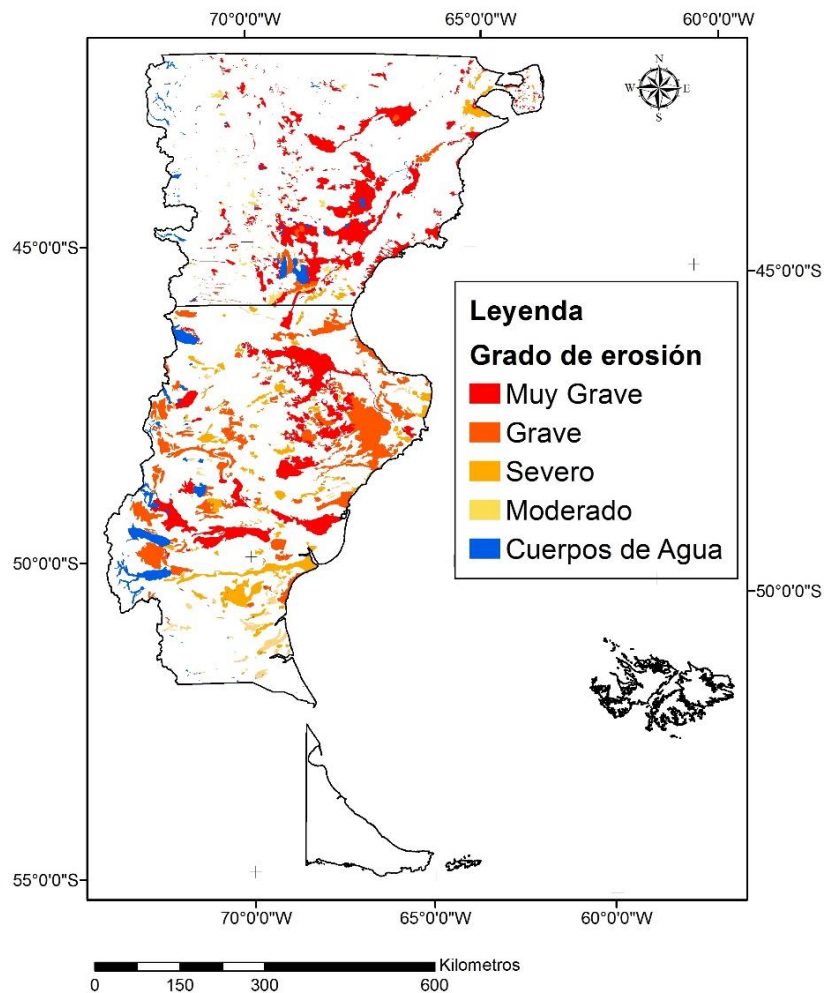 70°0'0"W 65°0'0"W 60°0'0"W
N
W E
S
45°0'0"S 45°0'0"S
Leyenda
Grado de erosión
Muy Grave
Grave
Severo
Moderado
Cuerpos de Agua
50°0'0"S 50°0'0"S
55°0'0"S
70°0'0"W 65°0'0"W 60°0'0"W
Kilometros
0 150 300 600